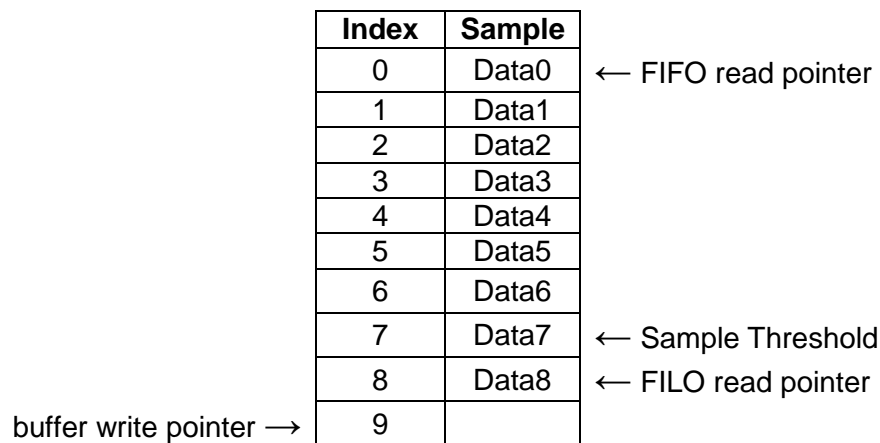 Index Sample
0 Data0 ← FIFO read pointer
1 Data1
2 Data2
3 Data3
4 Data4
5 Data5
6 Data6
7 Data7 ← Sample Threshold
8 Data8 ← FILO read pointer
buffer write pointer → 9